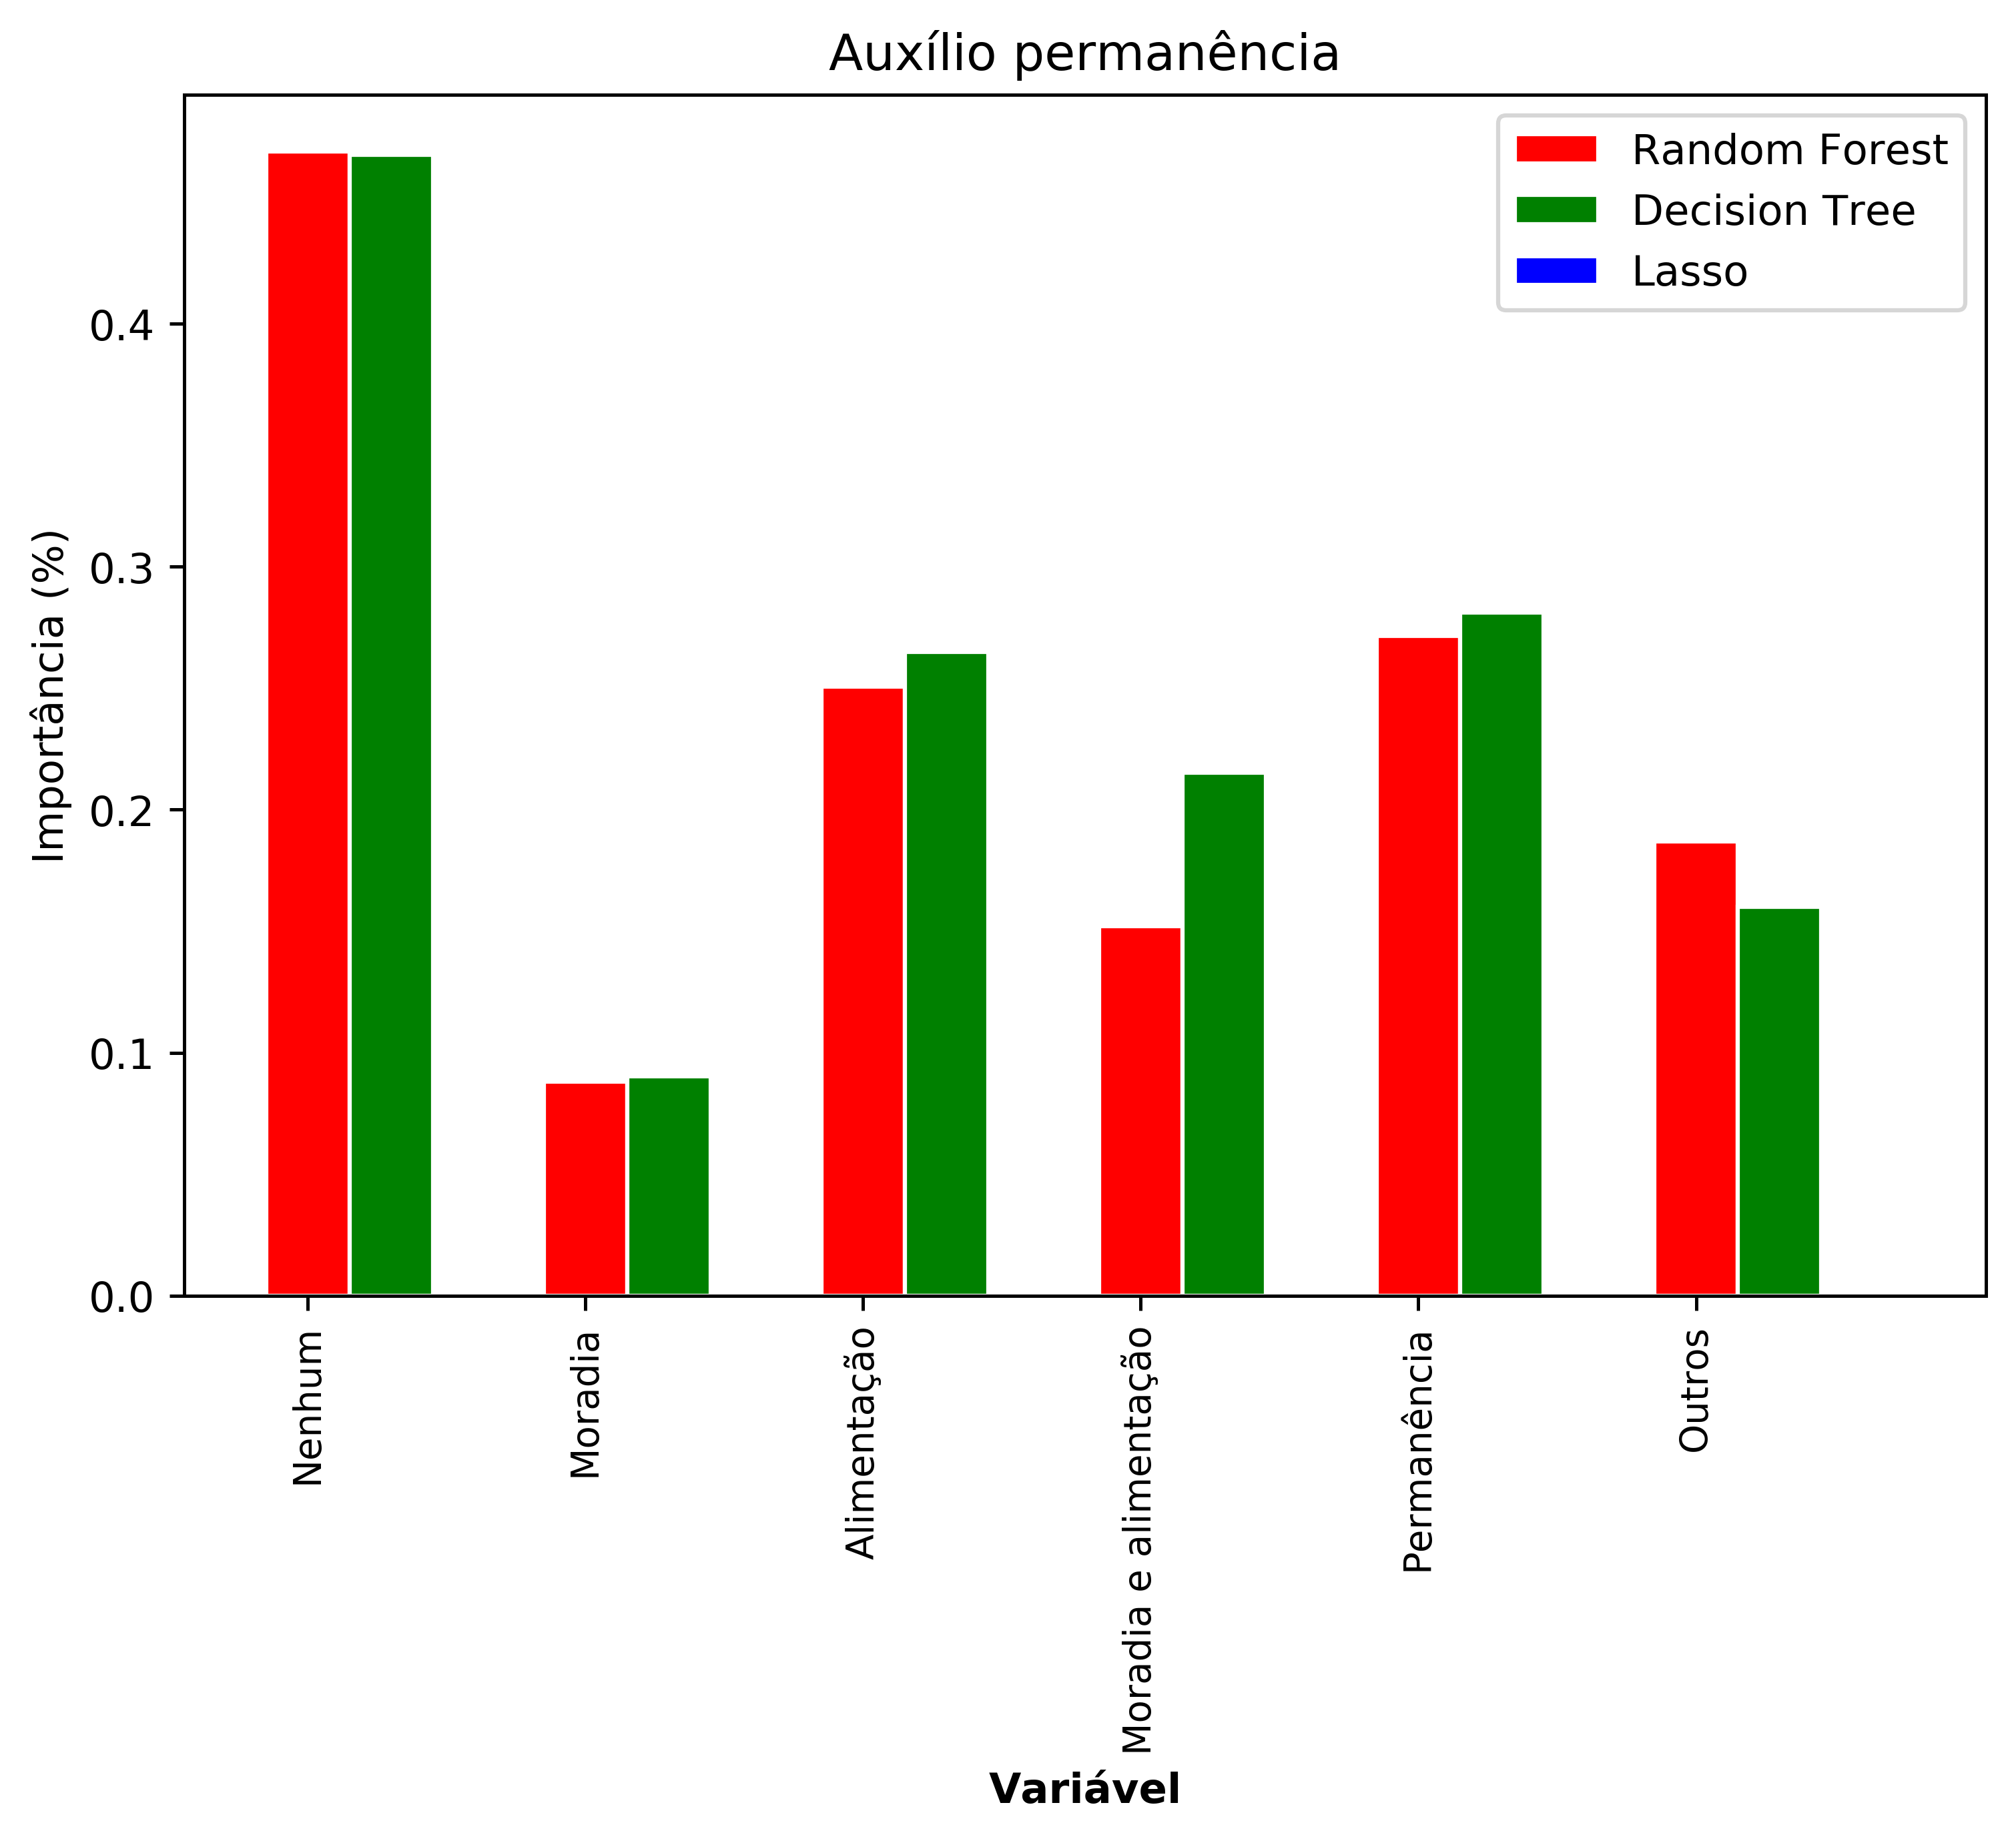 Auxílio permanência
Random Forest
Decision Tree
Lasso
Importância (%)
0.4
0.3
0.2
0.1
0.0
Nenhum
Moradia
Alimentação
Moradia e alimentação
Permanência
Outros
Variável